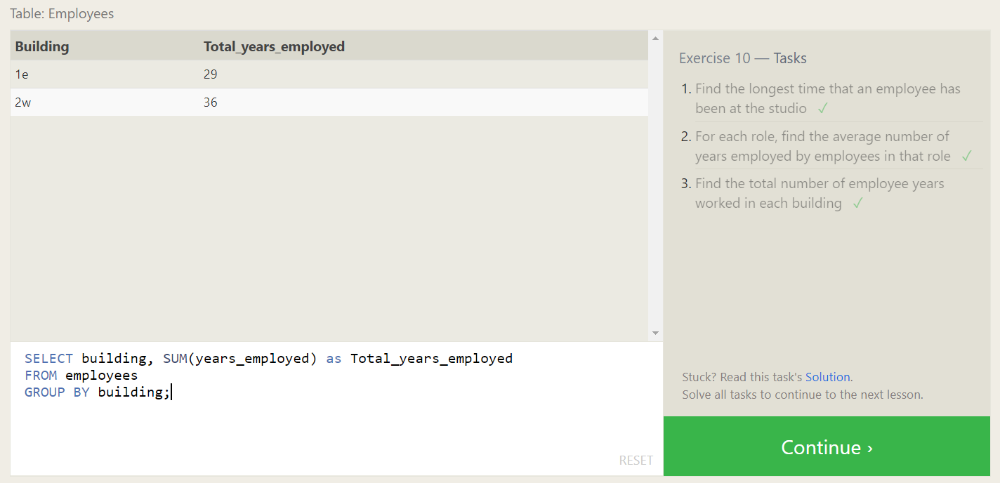 Table: Employees
Building Total_years_employed
1e 29
2w 36
SELECT building, SUM(years_employed) as Total_years_employed
FROM employees
GROUP BY building;
RESET
Exercise 10 — Tasks
1. Find the longest time that an employee has
been at the studio ✓
2. For each role, find the average number of
years employed by employees in that role ✓
3. Find the total number of employee years
worked in each building ✓
Stuck? Read this task's Solution.
Solve all tasks to continue to the next lesson.
Continue ›